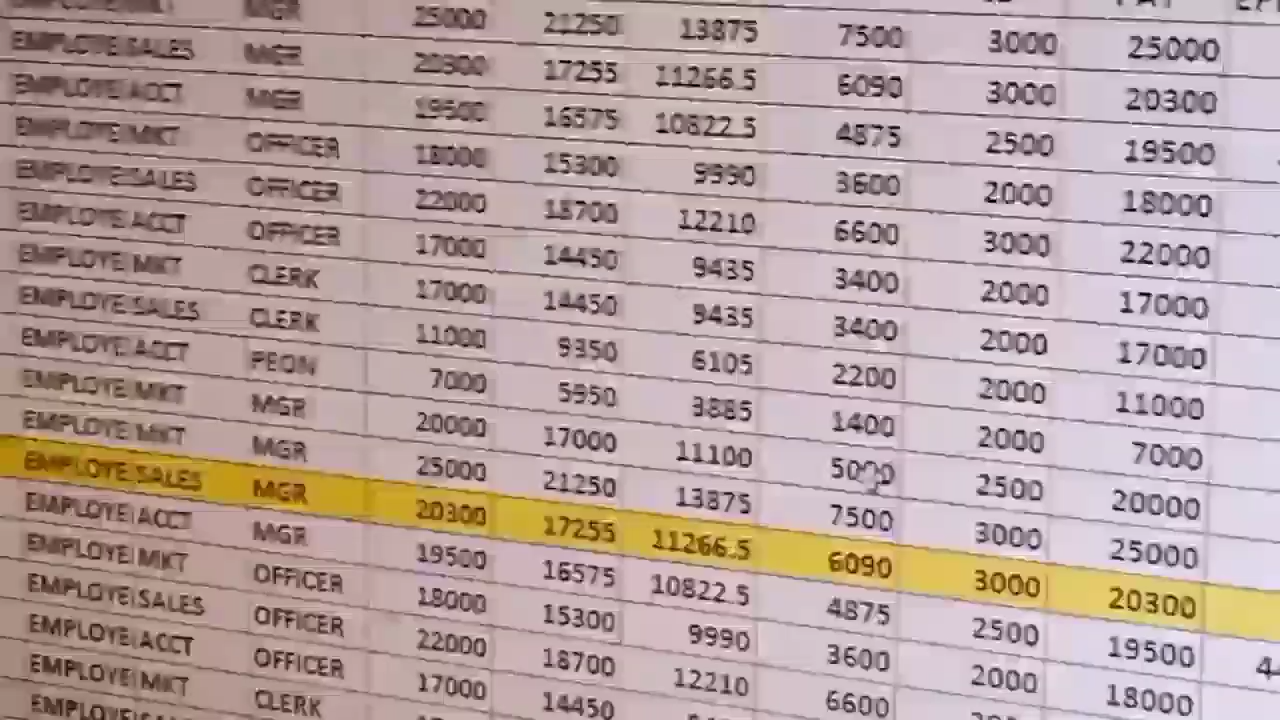 PAY
MGR 25000 21250 13875 7500 3000 25000
EMPLOYE SALES MGR 20300 17255 11266.5 6090 3000 20300
EMPLOYE ACCT MGR 19500 16575 10822.5 4875 2500 19500
EMPLOYE MKT OFFICER 18000 15300 9990 3600 2000 18000
EMPLOYE SALES OFFICER 22000 18700 12210 6600 3000 22000
EMPLOYE ACCT OFFICER 17000 14450 9435 3400 2000 17000
EMPLOYE MKT CLERK 17000 14450 9435 3400 2000 17000
EMPLOYE SALES CLERK 11000 9350 6105 2200 2000 11000
EMPLOYE ACCT PEON 7000 5950 3885 1400 2000 7000
EMPLOYE MKT MGR 20000 17000 11100 5000 2500 20000
EMPLOYE MKT MGR 25000 21250 13875 7500 3000 25000
EMPLOYE SALES MGR 20300 17255 11266.5 6090 3000 20300
EMPLOYE ACCT MGR 19500 16575 10822.5 4875 2500 19500
EMPLOYE MKT OFFICER 18000 15300 9990 3600 2000 18000
EMPLOYE SALES OFFICER 22000 18700 12210 6600
EMPLOYE ACCT OFFICER 17000 14450
EMPLOYE MKT CLERK
EMPLOYE